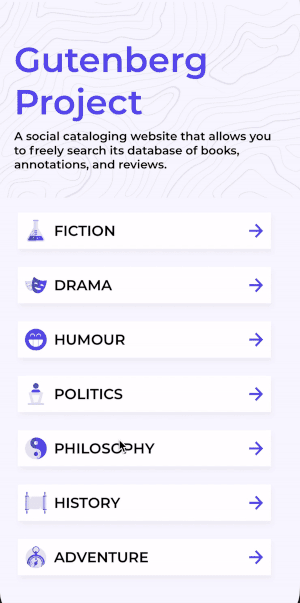 Gutenberg
Project
A social cataloging website that allows you
to freely search its database of books,
annotations, and reviews.
FICTION
DRAMA
HUMOUR
POLITICS
PHILOSOPHY
HISTORY
ADVENTURE